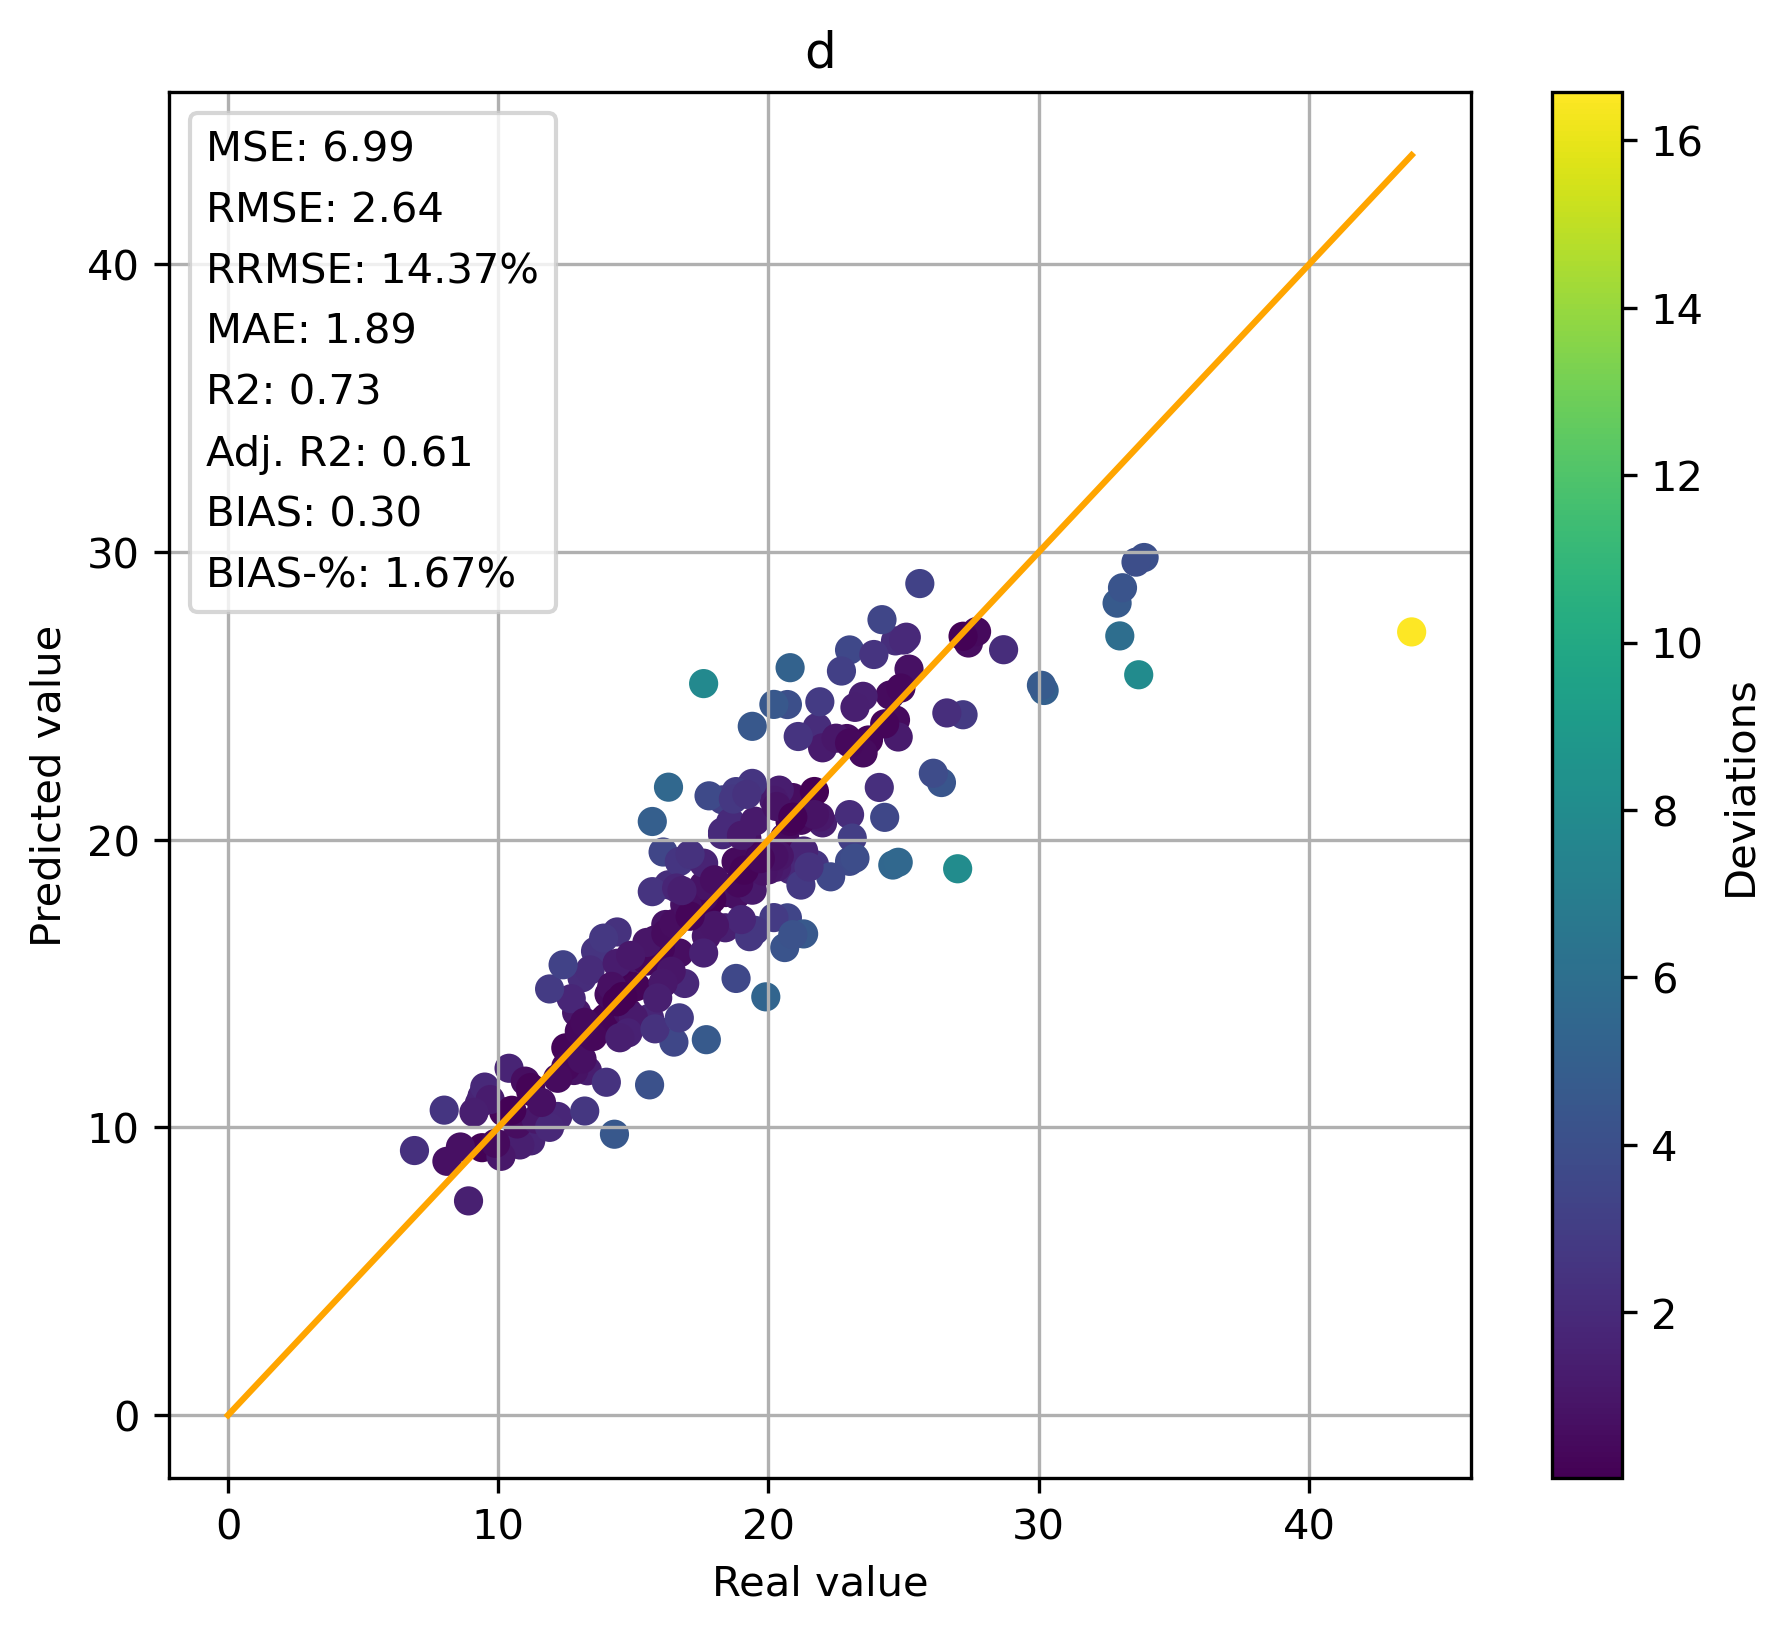 d
MSE: 6.99
RMSE: 2.64
RRMSE: 14.37%
MAE: 1.89
R2: 0.73
Adj. R2: 0.61
BIAS: 0.30
BIAS-%: 1.67%
Predicted value
40
30
20
10
0
0 10 20 30 40
Real value
16
14
12
10
8
6
4
2
Deviations